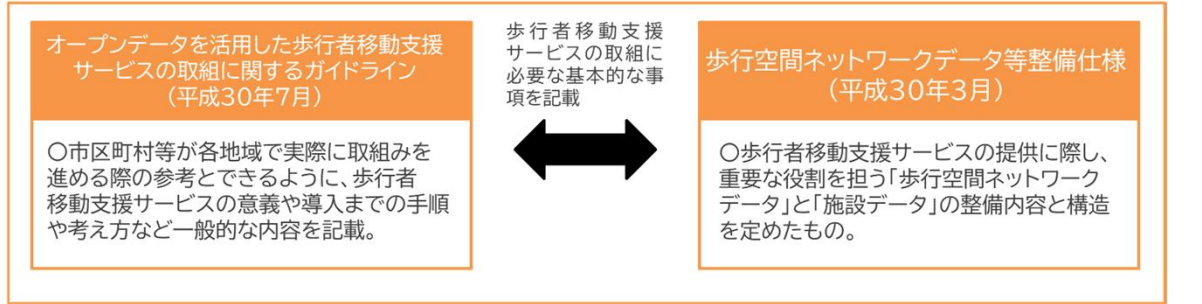 オープンデータを活用した歩行者移動支援
サービスの取組に関するガイドライン
（平成30年7月）
〇市区町村等が各地域で実際に取組みを
進める際の参考とできるように、歩行者
移動支援サービスの意義や導入までの手順
や考え方など一般的な内容を記載。
歩行者移動支援
サービスの取組に
必要な基本的な事
項を記載
歩行空間ネットワークデータ等整備仕様
（平成30年3月）
〇歩行者移動支援サービスの提供に際し、
重要な役割を担う「歩行空間ネットワーク
データ」と「施設データ」の整備内容と構造
を定めたもの。